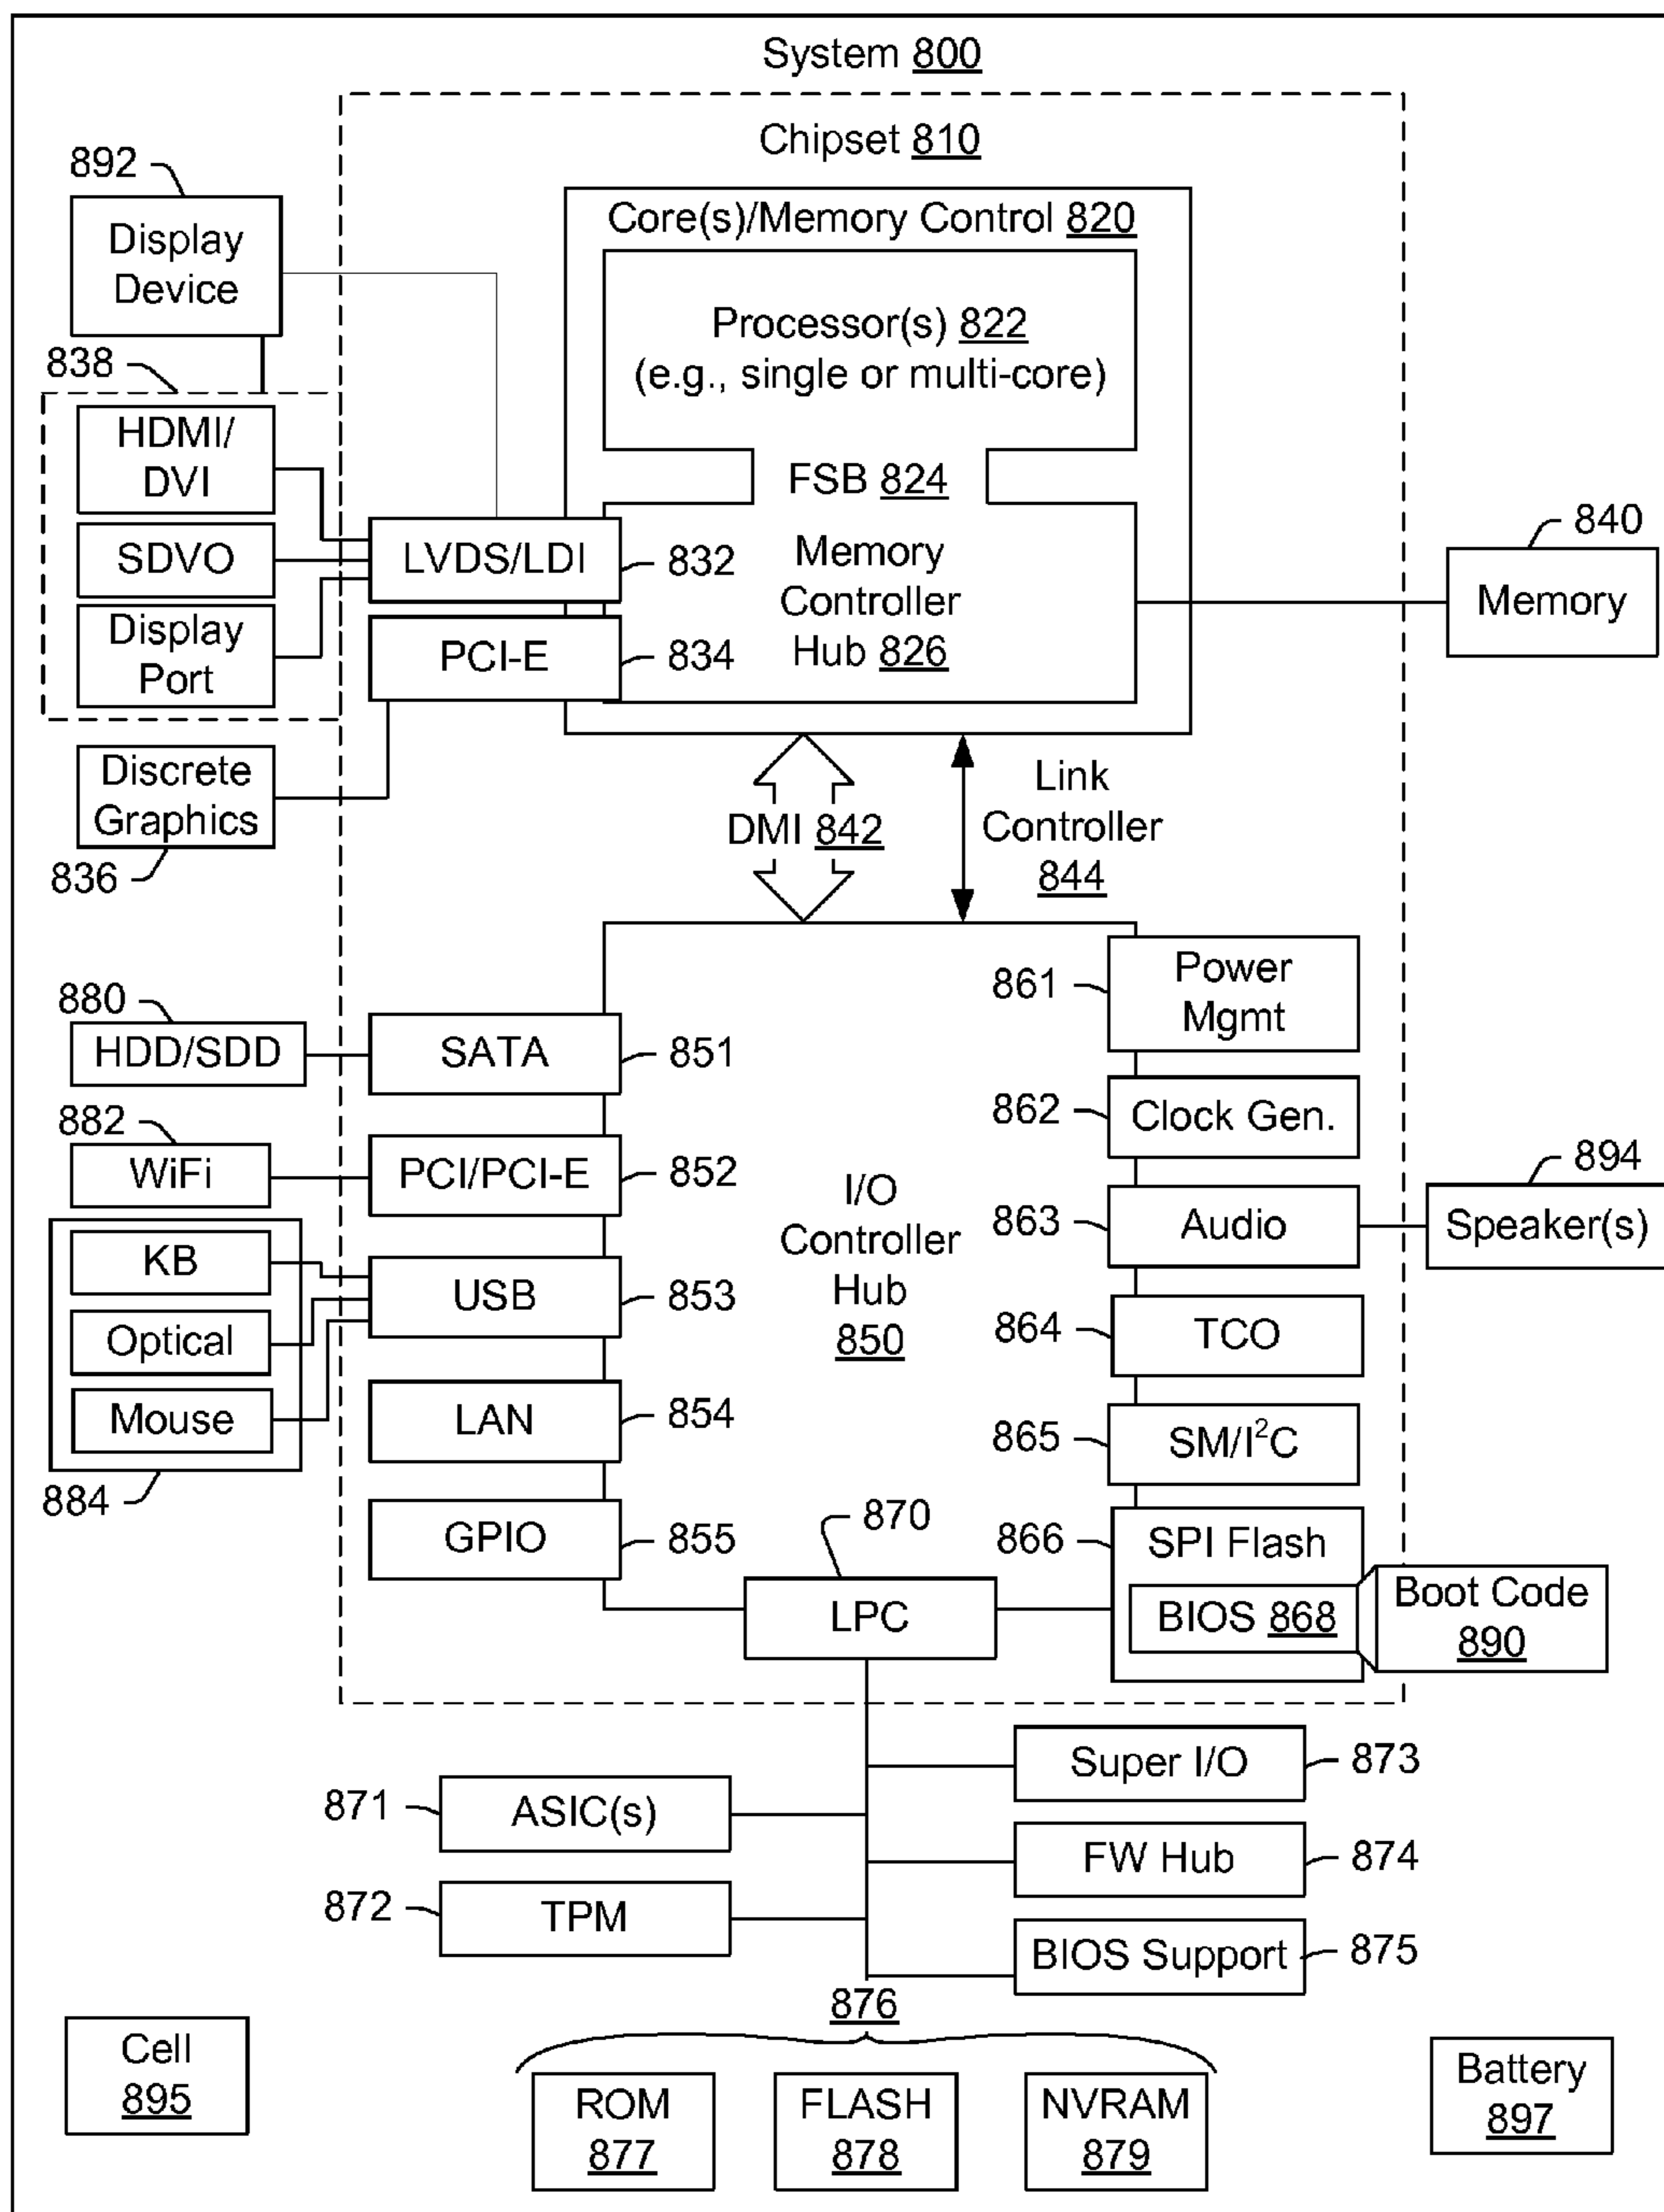 System 800
Chipset 810
892
Display
Device
Core(s)/Memory Control 820
Processor(s) 822
(e.g., single or multi-core)
838
HDMI/
DVI
FSB 824
SDVO
LVDS/LDI
832
Memory
Controller
Hub 826
840
Memory
Display
Port
PCI-E
834
Discrete
Graphics
836
DMI 842
Link
Controller
844
861
Power
Mgmt
880
HDD/SDD
SATA
851
862
Clock Gen.
882
WiFi
PCI/PCI-E
852
I/O
Controller
Hub
850
863
Audio
894
Speaker(s)
KB
Optical
Mouse
884
USB
853
864
TCO
LAN
854
865
SM/I²C
GPIO
855
870
LPC
866
SPI Flash
BIOS 868
Boot Code
890
871
ASIC(s)
Super I/O
873
FW Hub
874
872
TPM
BIOS Support
875
876
Cell
895
ROM
877
FLASH
878
NVRAM
879
Battery
897